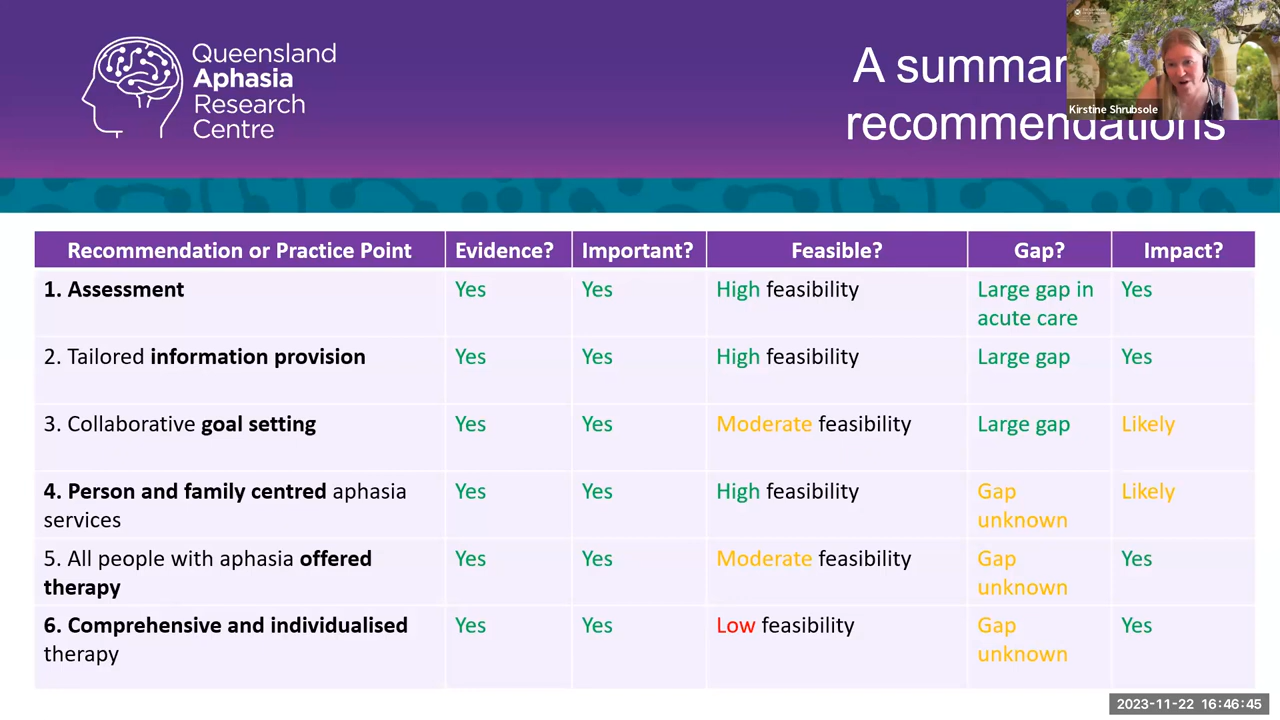 Queensland
Aphasia
Research
Centre
A summar
recommendations
Kirstine Shrubsole
Recommendation or Practice Point Evidence? Important? Feasible? Gap? Impact?
1. Assessment Yes Yes High feasibility Large gap in Yes
acute care
2. Tailored information provision Yes Yes High feasibility Large gap Yes
3. Collaborative goal setting Yes Yes Moderate feasibility Large gap Likely
4. Person and family centred aphasia Yes Yes High feasibility Gap Likely
services unknown
5. All people with aphasia offered Yes Yes Moderate feasibility Gap Yes
therapy unknown
6. Comprehensive and individualised Yes Yes Low feasibility Gap Yes
therapy unknown
2023-11-22 16:46:45